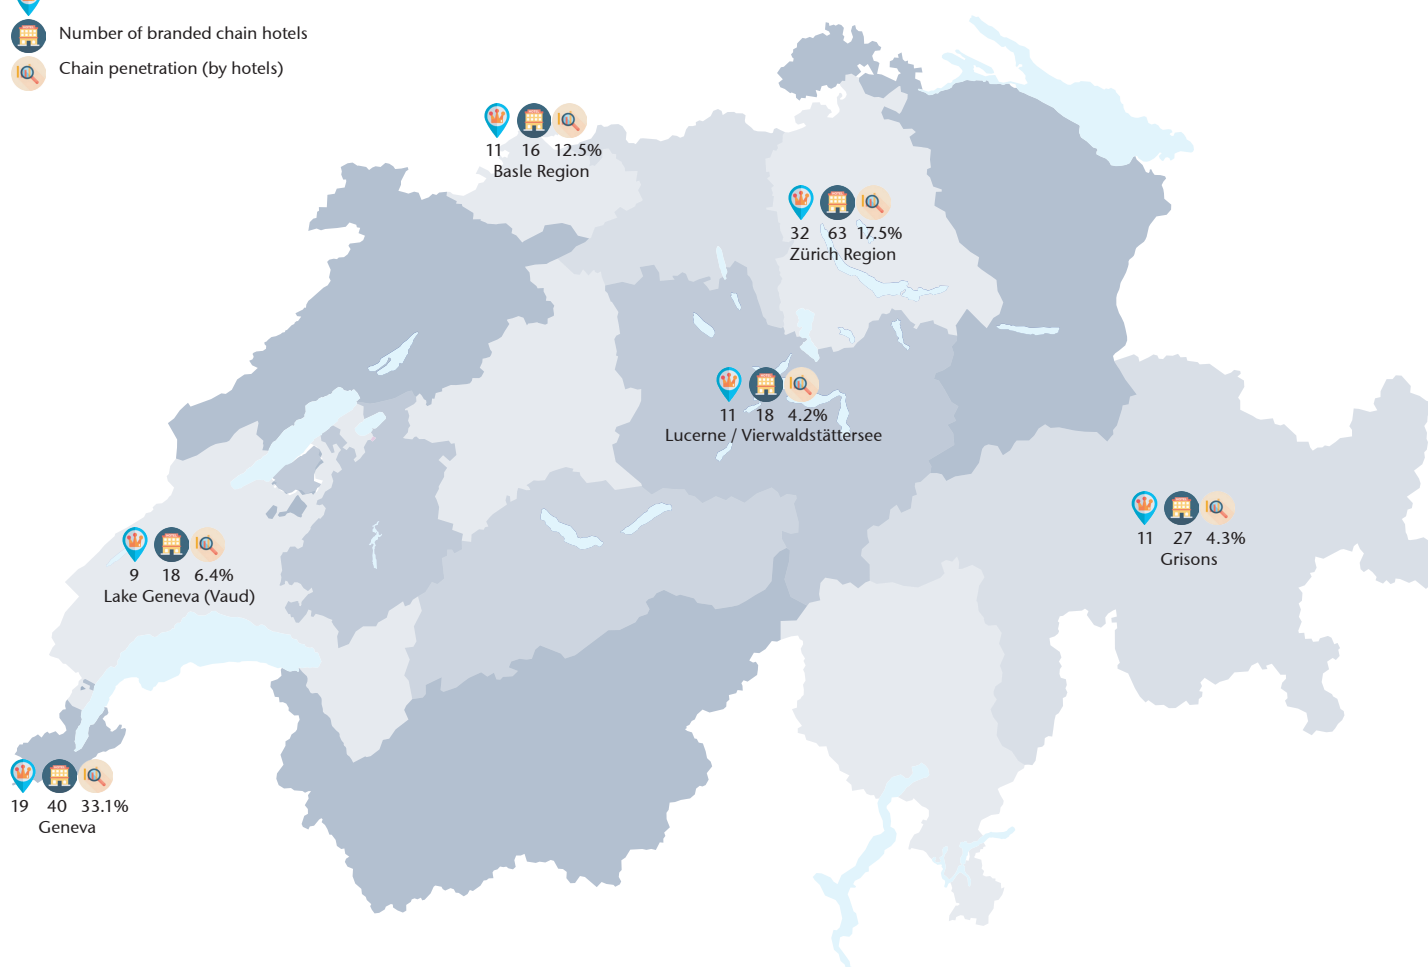 Number of branded chain hotels
Chain penetration (by hotels)
11 16 12.5%
Basle Region
32 63 17.5%
Zürich Region
11 18 4.2%
Lucerne / Vierwaldstättersee
11 27 4.3%
Grisons
9 18 6.4%
Lake Geneva (Vaud)
19 40 33.1%
Geneva